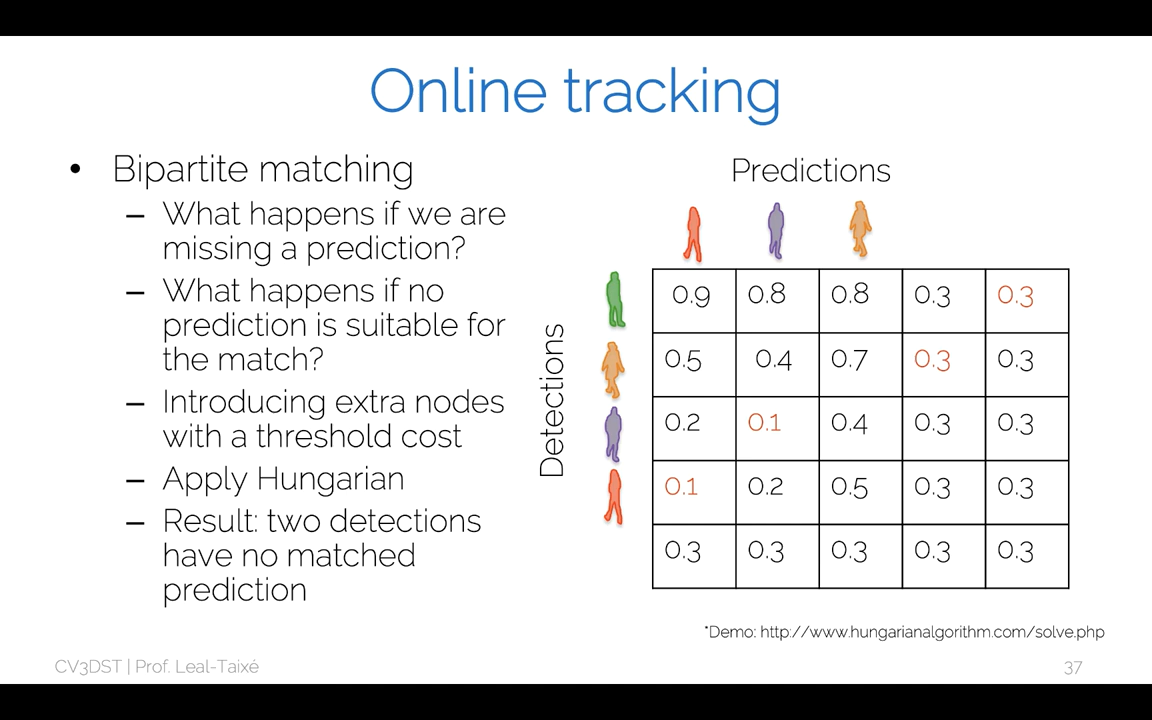 Online tracking
• Bipartite matching
– What happens if we are
missing a prediction?
– What happens if no
prediction is suitable for
the match?
– Introducing extra nodes
with a threshold cost
– Apply Hungarian
– Result: two detections
have no matched
prediction
Predictions
Detections
0.9 0.8 0.8 0.3 0.3
0.5 0.4 0.7 0.3 0.3
0.2 0.1 0.4 0.3 0.3
0.1 0.2 0.5 0.3 0.3
0.3 0.3 0.3 0.3 0.3
*Demo: http://www.hungarianalgorithm.com/solve.php
CV3DST | Prof. Leal-Taixé
37